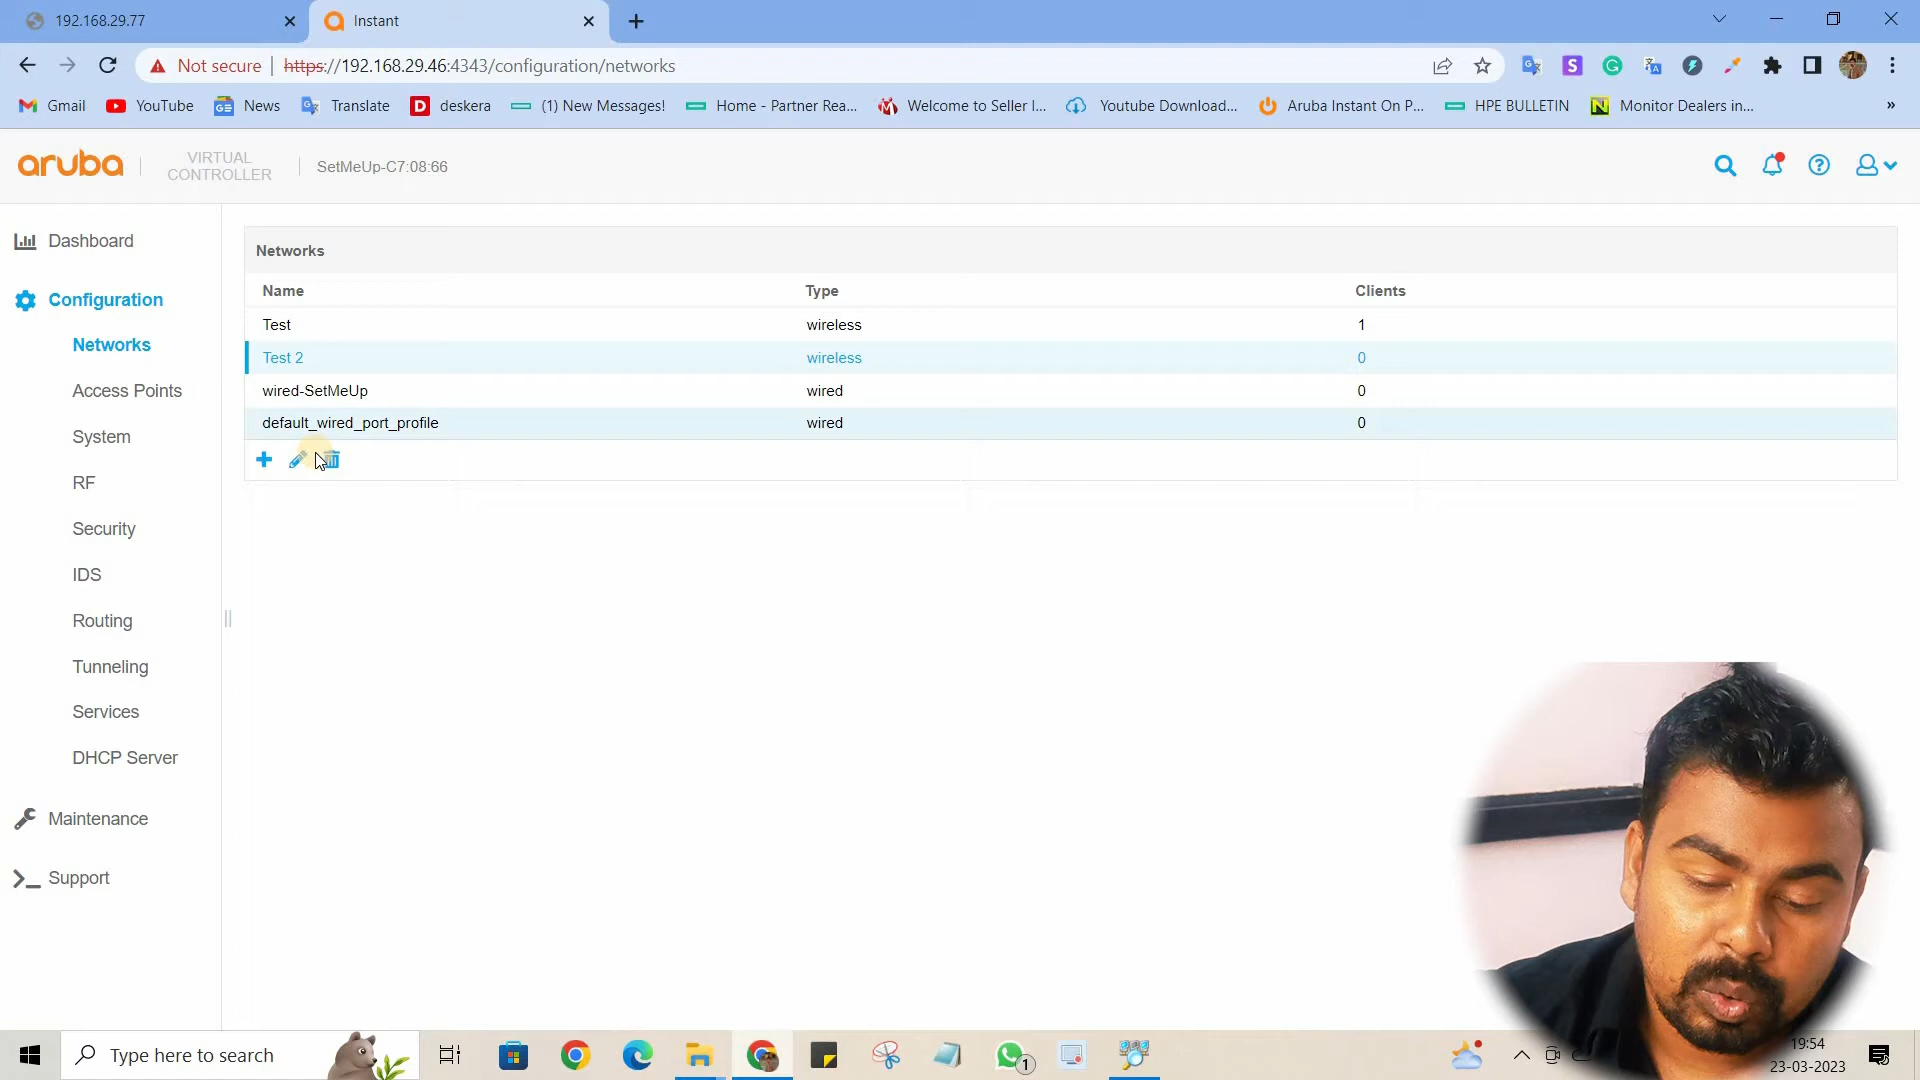 192.168.29.77
Instant
Not secure
https://192.168.29.46:4343/configuration/networks
Gmail
YouTube
News
Translate
deskera
(1) New Messages!
Home - Partner Rea...
Welcome to Seller I...
Youtube Download...
Aruba Instant On P...
HPE BULLETIN
Monitor Dealers in...
»
aruba
VIRTUAL
CONTROLLER
SetMeUp-C7:08:66
Dashboard
Configuration
Networks
Access Points
System
RF
Security
IDS
Routing
Tunneling
Services
DHCP Server
Maintenance
Support
Networks
Name Type Clients
Test wireless 1
Test 2 wireless 0
wired-SetMeUp wired 0
default_wired_port_profile wired 0
Type here to search
1
19:54
23-03-2023